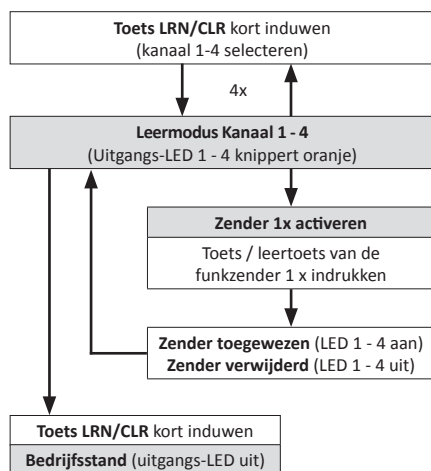 Toets LRN/CLR kort induwen
(kanaal 1-4 selecteren)
4x
Leermodus Kanaal 1 - 4
(Uitgangs-LED 1 - 4 knippert oranje)
Zender 1x activeren
Toets / leertoets van de
funkzender 1 x indrukken
Zender toegewezen (LED 1 - 4 aan)
Zender verwijderd (LED 1 - 4 uit)
Toets LRN/CLR kort induwen
Bedrijfsstand (uitgangs-LED uit)